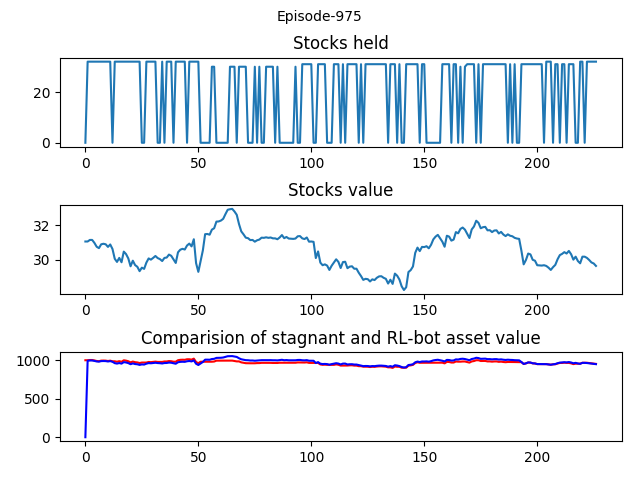 Episode-975
Stocks held
20
0
0 50 100 150 200
Stocks value
32
30
0 50 100 150 200
Comparision of stagnant and RL-bot asset value
1000
500
0
0 50 100 150 200